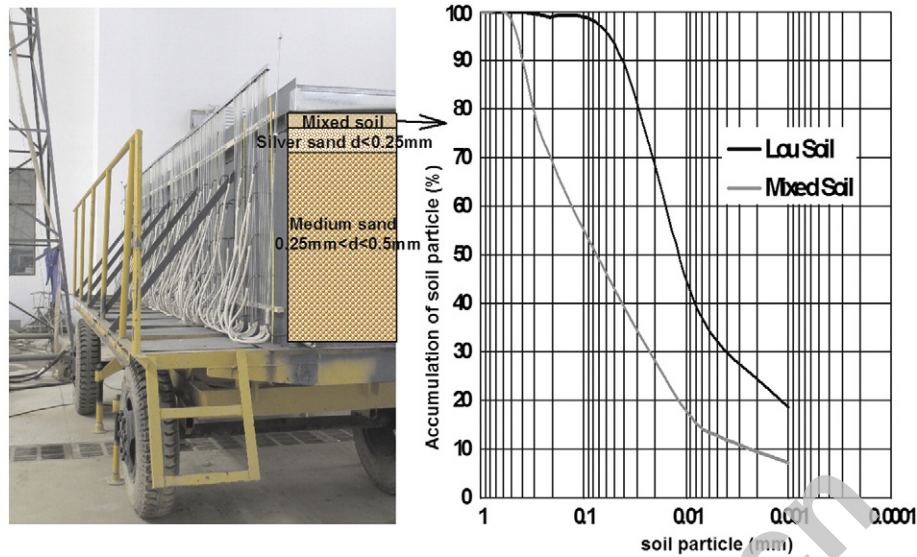 Mixed soil
Silver sand d<0.25mm
Medium sand
0.25mm<d<0.5mm
Accumulation of soil particle (%)
100
90
80
70
60
50
40
30
20
10
0
Lou Soil
Mixed Soil
1 0.1 0.01 0.001 0.0001
soil particle (mm)